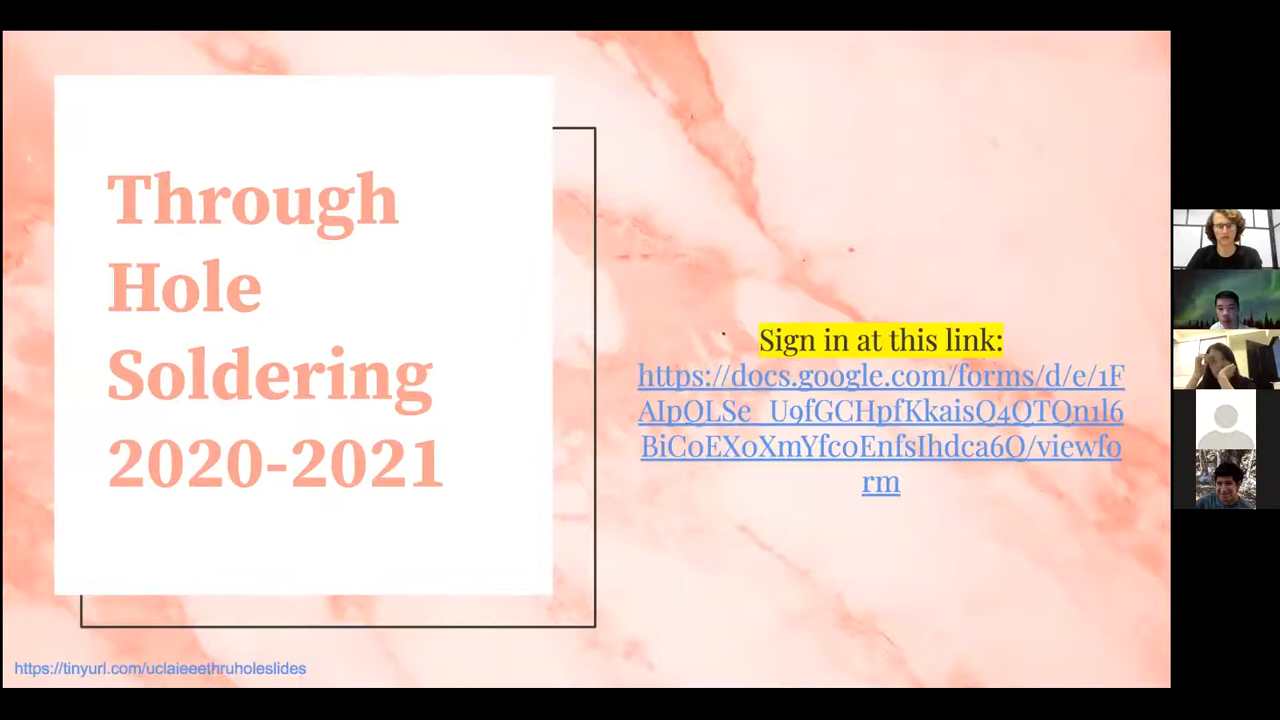 Through
Hole
Soldering
2020-2021
Sign in at this link:
https://docs.google.com/forms/d/e/1F
AIpQLSe_U9fGCHpfKkaisQ4QTQn1l6
BiCoEXoXmYfcoEnfsIhdca6Q/viewfo
rm
https://tinyurl.com/uclaieeethruholeslides